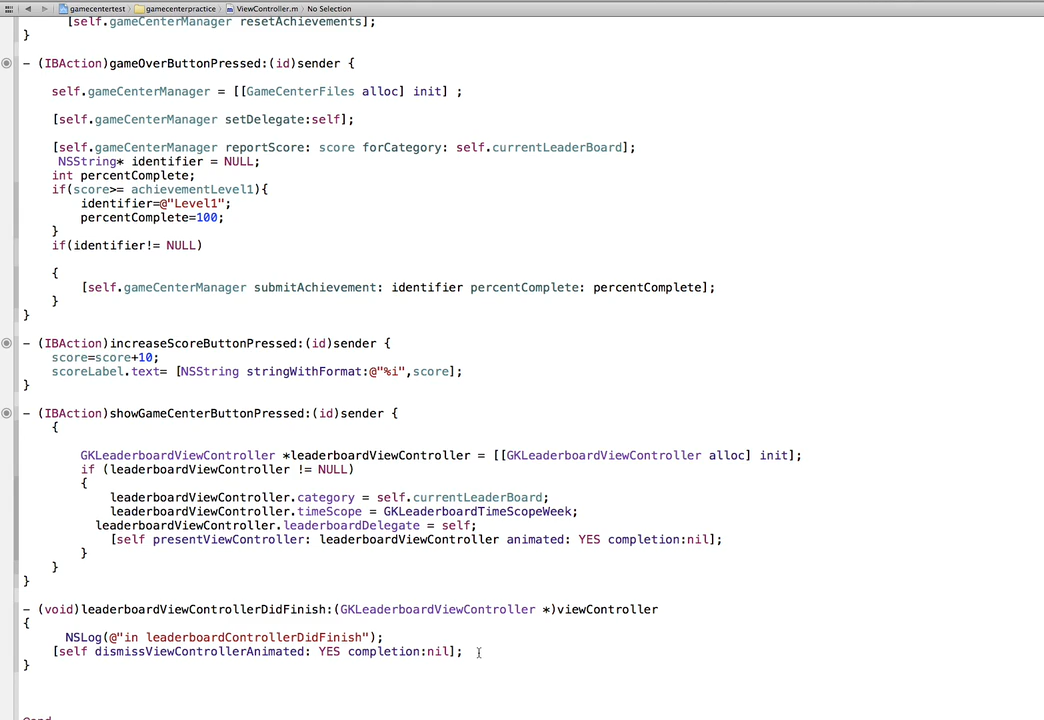 gamecentertest gamecenterpractice ViewController.m No Selection
[self.gameCenterManager resetAchievements];
}
- (IBAction)gameOverButtonPressed:(id)sender {
self.gameCenterManager = [[GameCenterFiles alloc] init] ;
[self.gameCenterManager setDelegate:self];
[self.gameCenterManager reportScore: score forCategory: self.currentLeaderBoard];
NSString* identifier = NULL;
int percentComplete;
if(score>= achievementLevel1){
identifier=@"Level1";
percentComplete=100;
}
if(identifier!= NULL)
{
[self.gameCenterManager submitAchievement: identifier percentComplete: percentComplete];
}
}
- (IBAction)increaseScoreButtonPressed:(id)sender {
score=score+10;
scoreLabel.text= [NSString stringWithFormat:@"%i",score];
}
- (IBAction)showGameCenterButtonPressed:(id)sender {
{
GKLeaderboardViewController *leaderboardViewController = [[GKLeaderboardViewController alloc] init];
if (leaderboardViewController != NULL)
{
leaderboardViewController.category = self.currentLeaderBoard;
leaderboardViewController.timeScope = GKLeaderboardTimeScopeWeek;
leaderboardViewController.leaderboardDelegate = self;
[self presentViewController: leaderboardViewController animated: YES completion:nil];
}
}
}
- (void)leaderboardViewControllerDidFinish:(GKLeaderboardViewController *)viewController
{
NSLog(@"in leaderboardControllerDidFinish");
[self dismissViewControllerAnimated: YES completion:nil];
}